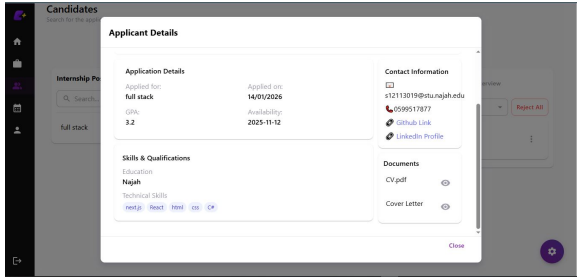 Candidates
Search for the appli
Applicant Details
Internship Po
Search...
full stack
Application Details
Applied for:
full stack
Applied on:
14/01/2026
GPA:
3.2
Availability:
2025-11-12
Skills & Qualifications
Education
Najah
Technical Skills
next.js React html css C#
Contact Information
s12113019@stu.najah.edu
0599517877
Github Link
LinkedIn Profile
Documents
CV.pdf
Cover Letter
Close
Reject All